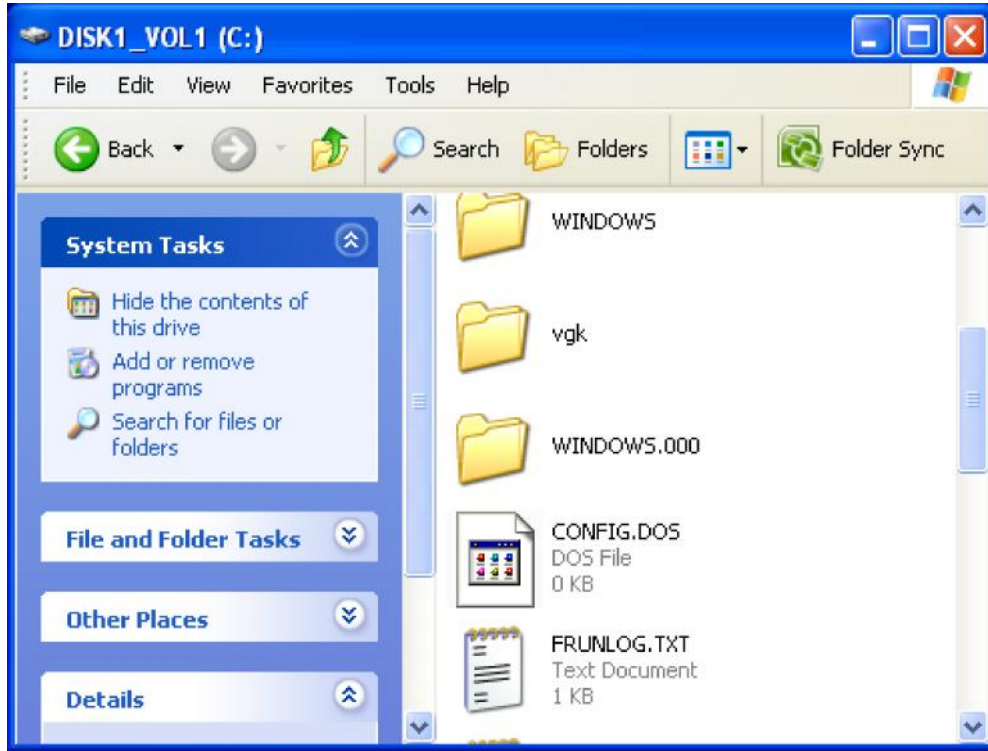 DISK1_VOL1 (C:)
File Edit View Favorites Tools Help
Back Search Folders Folder Sync
System Tasks
Hide the contents of
this drive
Add or remove
programs
Search for files or
folders
File and Folder Tasks
Other Places
Details
WINDOWS
vgk
WINDOWS.000
CONFIG.DOS
DOS File
0 KB
FRUNLOG.TXT
Text Document
1 KB